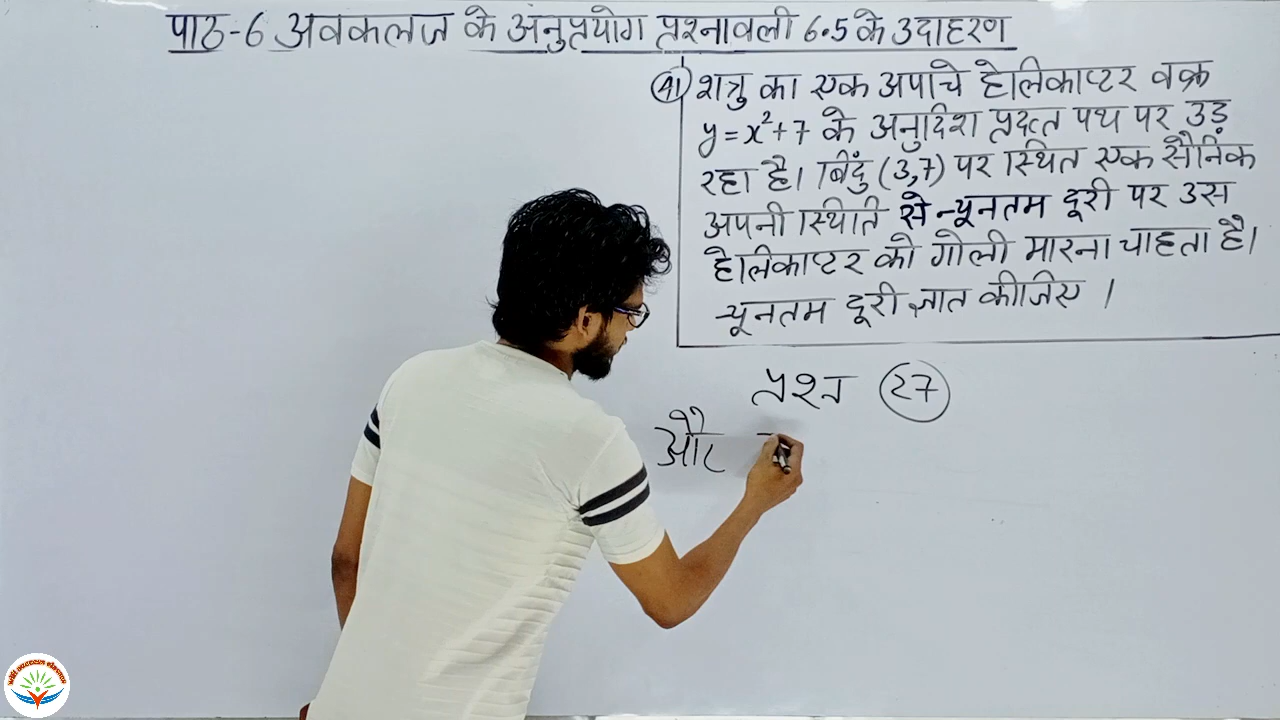 पाठ-6 अवकलज के अनुप्रयोग प्रश्नावली 6.5 के उदाहरण
41 शत्रु का एक अपाचे हेलिकाप्टर वक्र
y = x²+7 के अनुदिश प्रदत्त पथ पर उड़
रहा है। बिंदु (3,7) पर स्थित एक सैनिक
अपनी स्थिति से न्यूनतम दूरी पर उस
हेलिकाप्टर को गोली मारना चाहता है।
न्यूनतम दूरी ज्ञात कीजिए।
प्रश्न 27
और